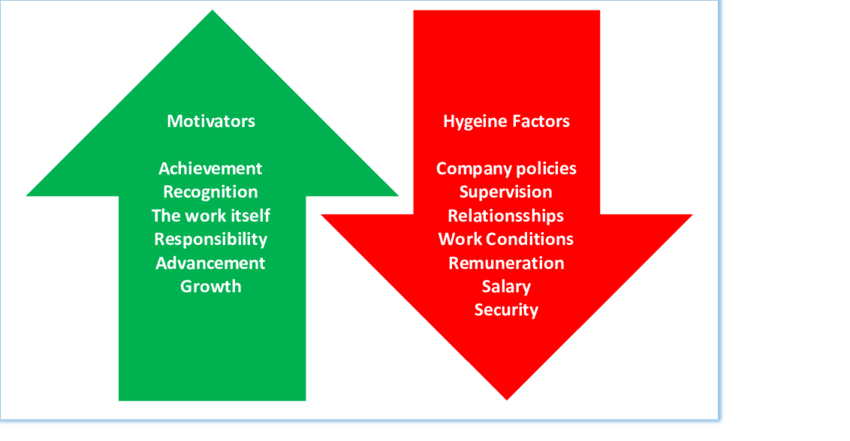 Motivators
Achievement
Recognition
The work itself
Responsibility
Advancement
Growth
Hygeine Factors
Company policies
Supervision
Relationsships
Work Conditions
Remuneration
Salary
Security